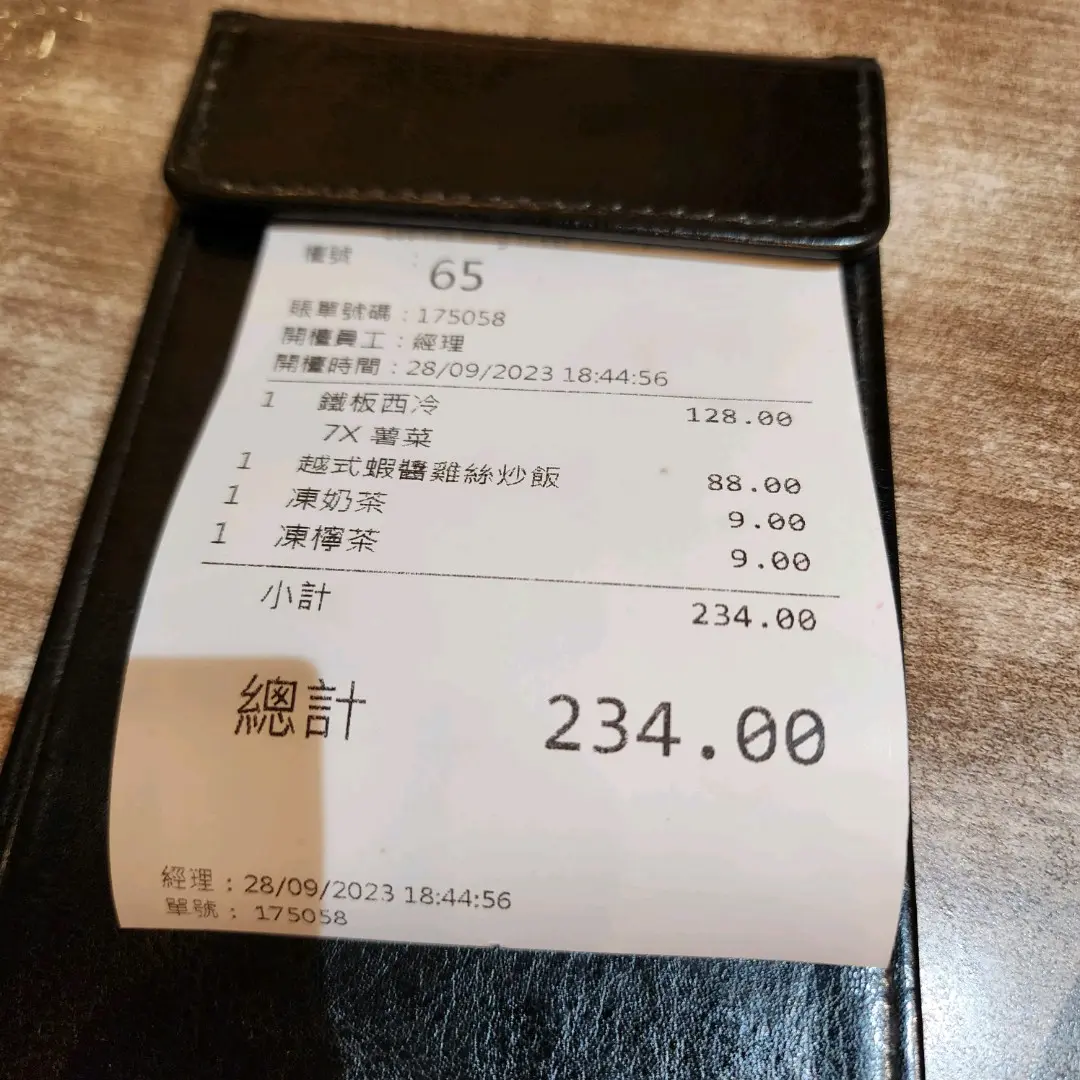 檯號 : 65
賬單號碼 : 175058
開檯員工 : 經理
開檯時間 : 28/09/2023 18:44:56
1 鐵板西冷 128.00
7X 薯菜
1 越式蝦醬雞絲炒飯 88.00
1 凍奶茶 9.00
1 凍檸茶 9.00
小計 234.00
總計 234.00
經理 : 28/09/2023 18:44:56
單號 : 175058